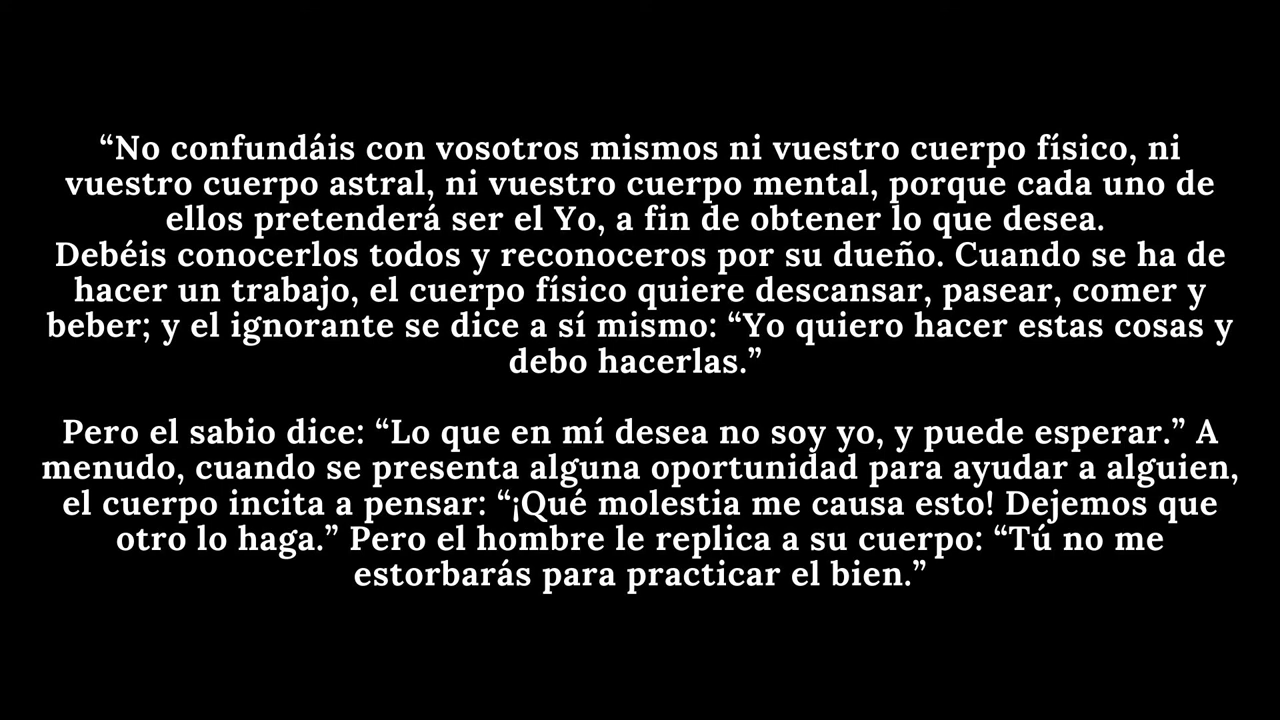 “No confundáis con vosotros mismos ni vuestro cuerpo físico, ni
vuestro cuerpo astral, ni vuestro cuerpo mental, porque cada uno de
ellos pretenderá ser el Yo, a fin de obtener lo que desea.
Debéis conocerlos todos y reconoceros por su dueño. Cuando se ha de
hacer un trabajo, el cuerpo físico quiere descansar, pasear, comer y
beber; y el ignorante se dice a sí mismo: “Yo quiero hacer estas cosas y
debo hacerlas.”
Pero el sabio dice: “Lo que en mí desea no soy yo, y puede esperar.” A
menudo, cuando se presenta alguna oportunidad para ayudar a alguien,
el cuerpo incita a pensar: “¡Qué molestia me causa esto! Dejemos que
otro lo haga.” Pero el hombre le replica a su cuerpo: “Tú no me
estorbarás para practicar el bien.”